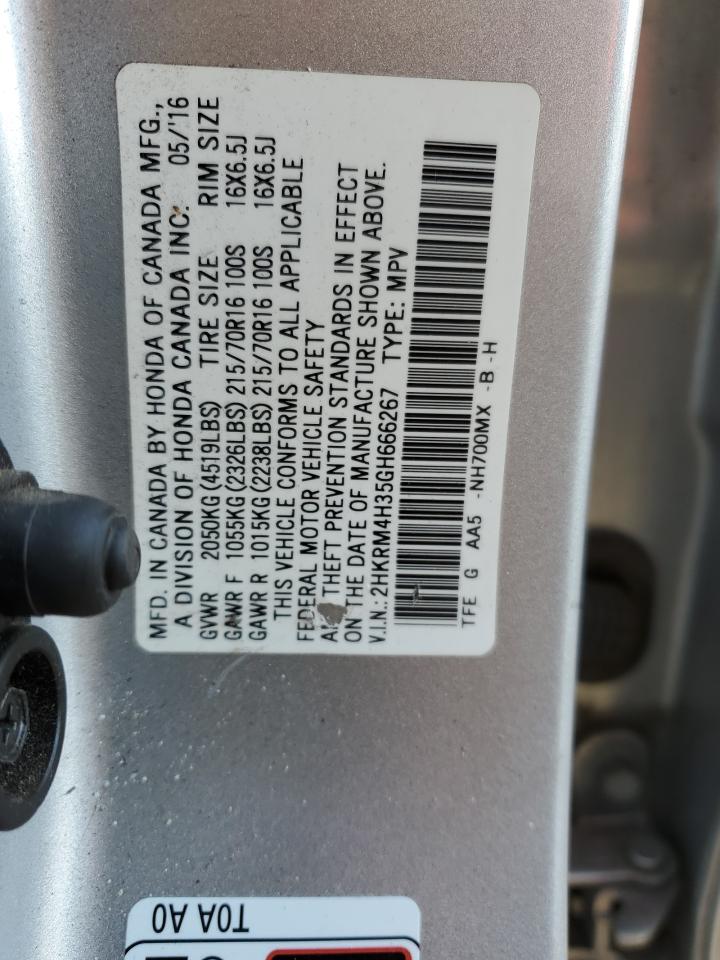 MFD. IN CANADA BY HONDA OF CANADA MFG.,
A DIVISION OF HONDA CANADA INC. 05/'16
GVWR 2050KG (4519LBS) TIRE SIZE RIM SIZE
GAWR F 1055KG (2326LBS) 215/70R16 100S 16X6.5J
GAWR R 1015KG (2238LBS) 215/70R16 100S 16X6.5J
THIS VEHICLE CONFORMS TO ALL APPLICABLE
FEDERAL MOTOR VEHICLE SAFETY
THEFT PREVENTION STANDARDS IN EFFECT
ON THE DATE OF MANUFACTURE SHOWN ABOVE.
V.I.N.: 2HKRM4H35GH666267 TYPE: MPV
TFE G AA5 -NH700MX -B -H
T0A A0